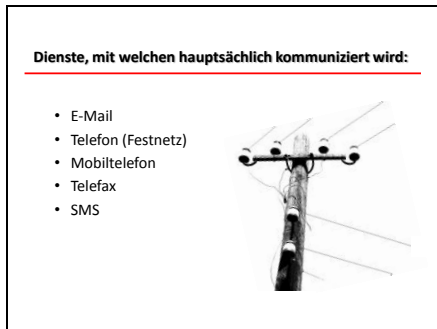 Dienste, mit welchen hauptsächlich kommuniziert wird:
• E-Mail
• Telefon (Festnetz)
• Mobiltelefon
• Telefax
• SMS